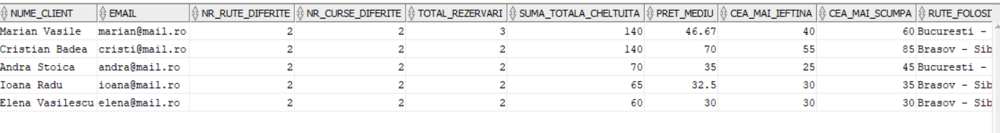 NUME_CLIENT EMAIL NR_RUTE_DIFERITE NR_CURSE_DIFERITE TOTAL_REZERVARI SUMA_TOTALA_CHELTUITA PRET_MEDIU CEA_MAI_IEFTINA CEA_MAI_SCUMPA RUTE_FOLOSIT
Marian Vasile marian@mail.ro 2 2 3 140 46.67 40 60 Bucuresti -
Cristian Badea cristi@mail.ro 2 2 2 140 70 55 85 Brasov - Sib
Andra Stoica andra@mail.ro 2 2 2 70 35 25 45 Bucuresti -
Ioana Radu ioana@mail.ro 2 2 2 65 32.5 30 35 Brasov - Sib
Elena Vasilescu elena@mail.ro 2 2 2 60 30 30 30 Brasov - Sib